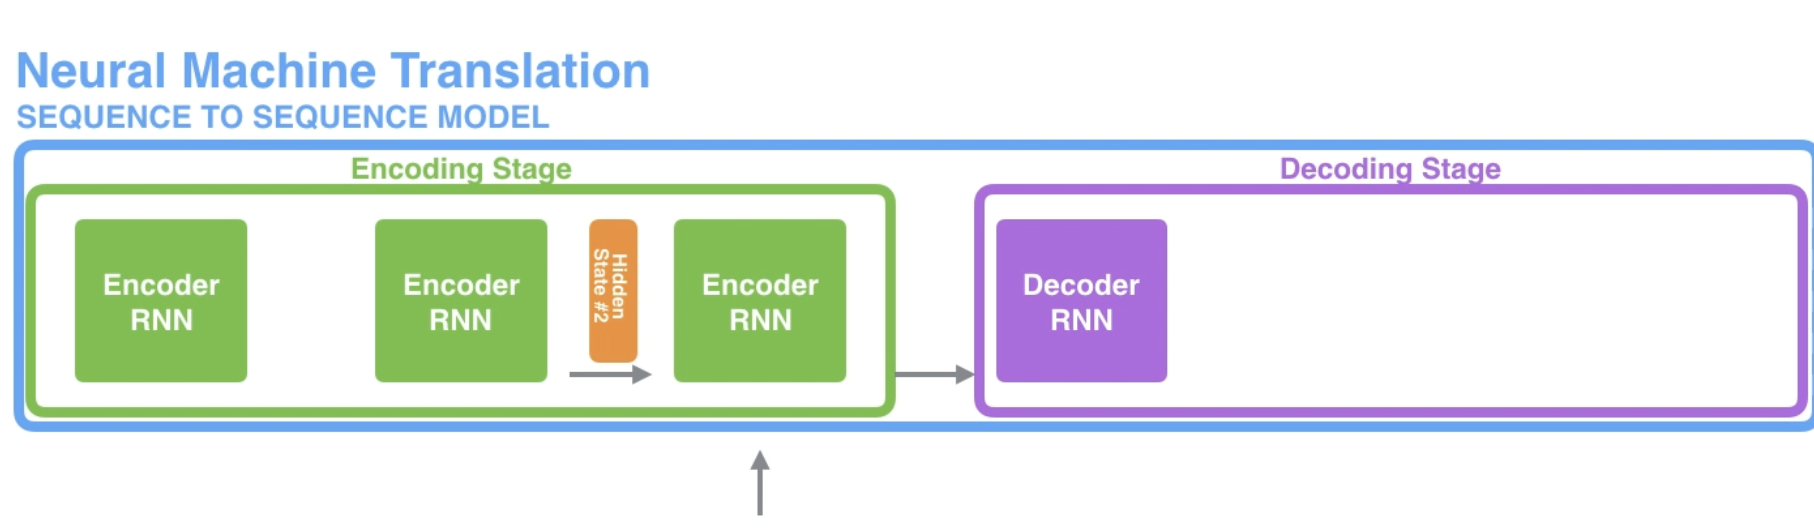 Neural Machine Translation
SEQUENCE TO SEQUENCE MODEL
Encoding Stage
Decoding Stage
Encoder
RNN
Encoder
RNN
Hidden
State #2
Encoder
RNN
Decoder
RNN